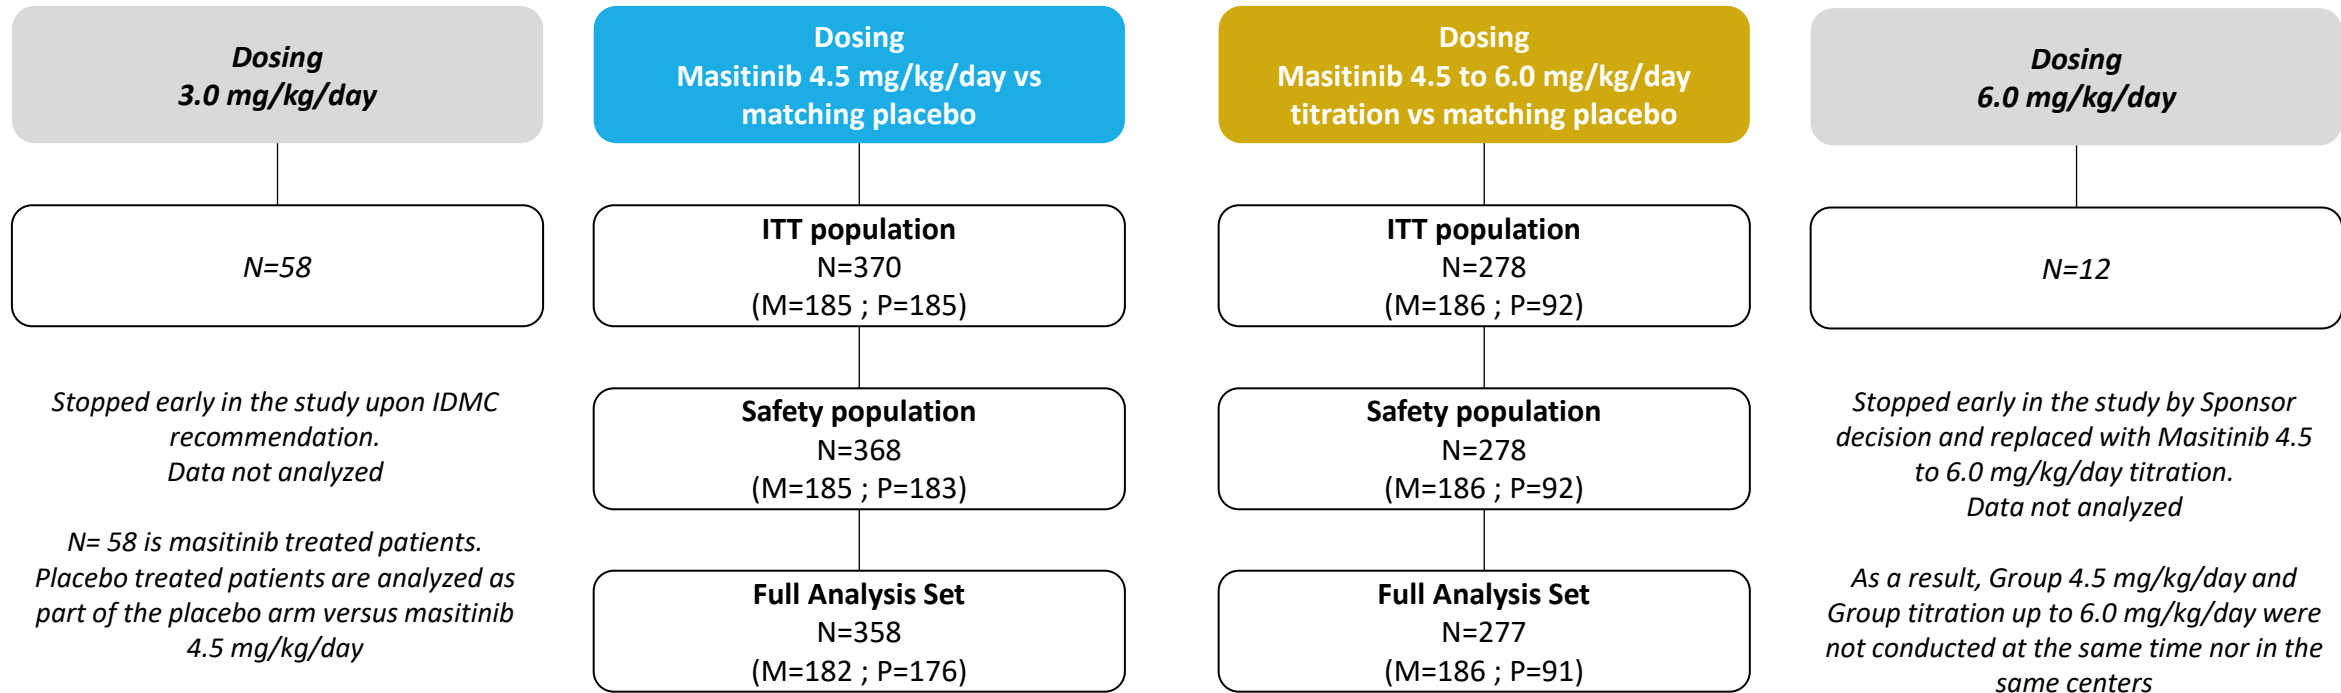 Dosing
3.0 mg/kg/day
N=58
Stopped early in the study upon IDMC
recommendation.
Data not analyzed
N= 58 is masitinib treated patients.
Placebo treated patients are analyzed as
part of the placebo arm versus masitinib
4.5 mg/kg/day
Dosing
Masitinib 4.5 mg/kg/day vs
matching placebo
ITT population
N=370
(M=185 ; P=185)
Safety population
N=368
(M=185 ; P=183)
Full Analysis Set
N=358
(M=182 ; P=176)
Dosing
Masitinib 4.5 to 6.0 mg/kg/day
titration vs matching placebo
ITT population
N=278
(M=186 ; P=92)
Safety population
N=278
(M=186 ; P=92)
Full Analysis Set
N=277
(M=186 ; P=91)
Dosing
6.0 mg/kg/day
N=12
Stopped early in the study by Sponsor
decision and replaced with Masitinib 4.5
to 6.0 mg/kg/day titration.
Data not analyzed
As a result, Group 4.5 mg/kg/day and
Group titration up to 6.0 mg/kg/day were
not conducted at the same time nor in the
same centers